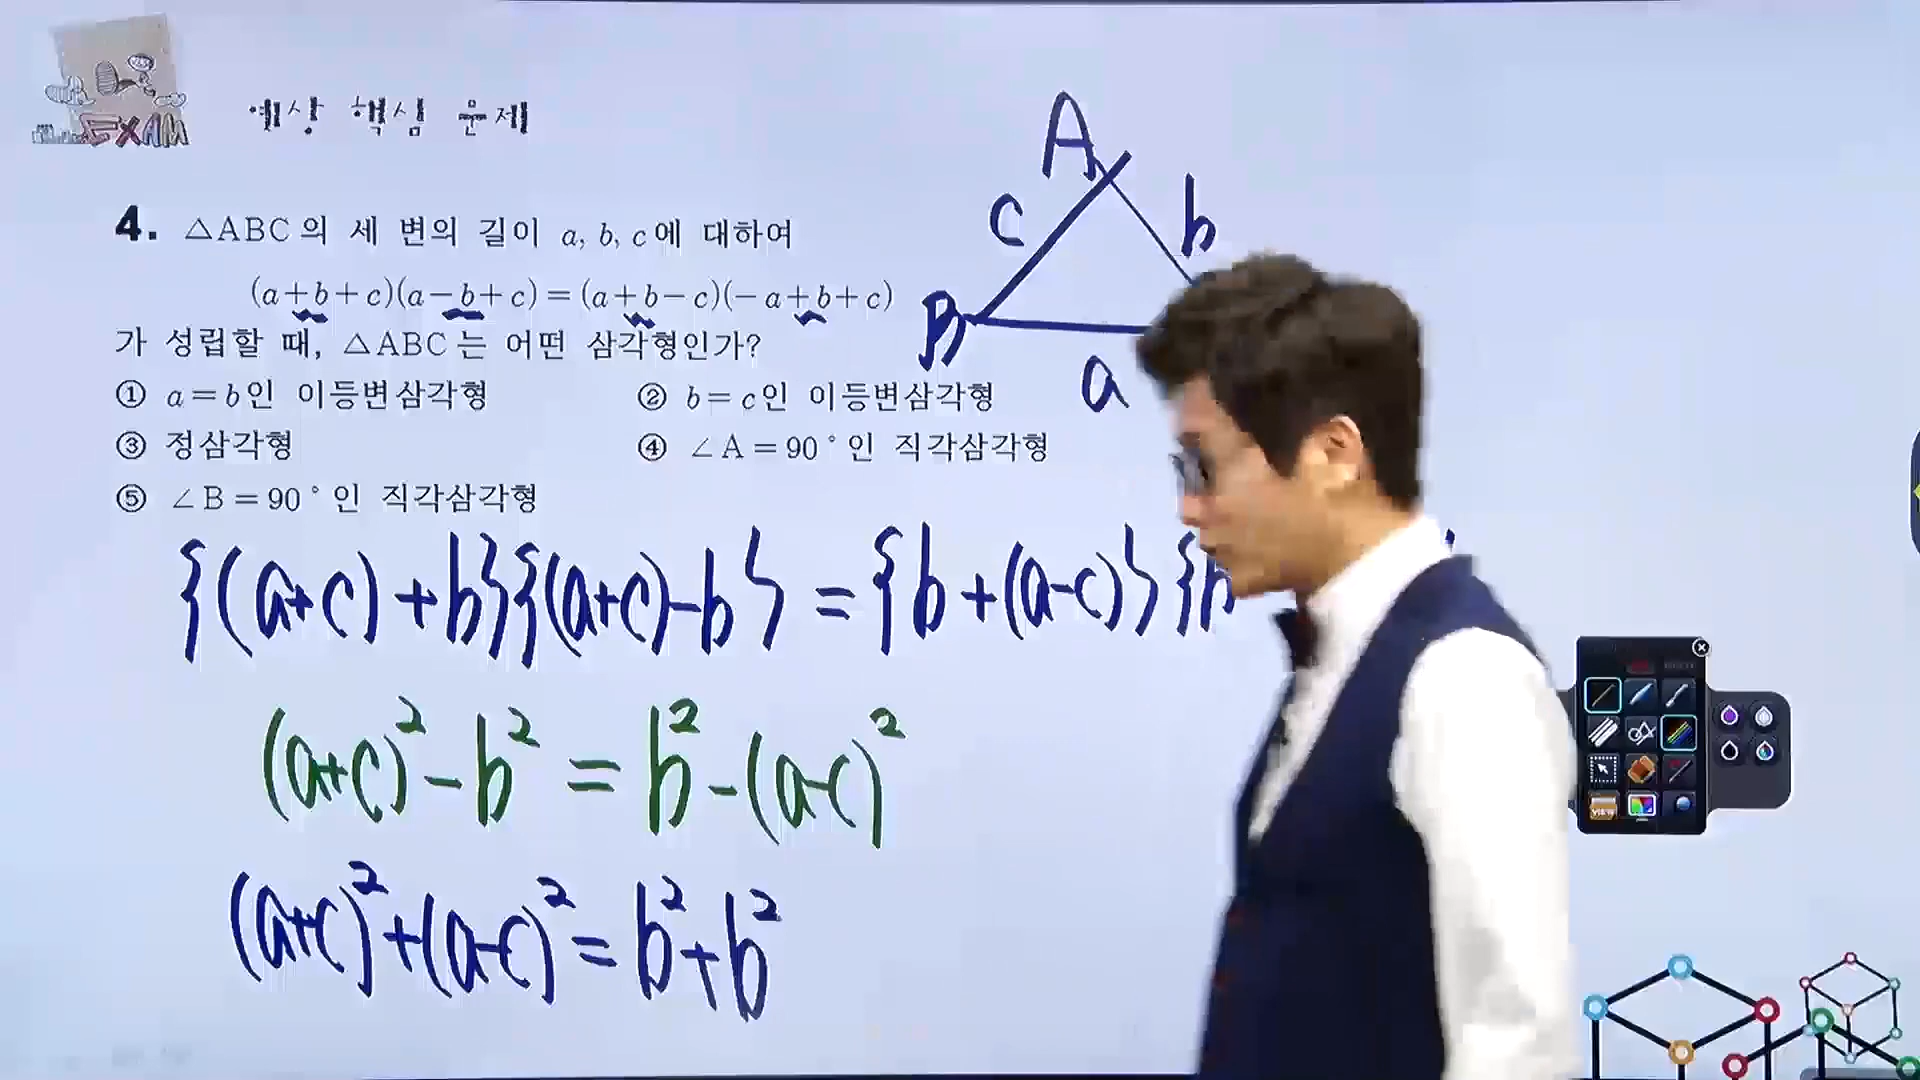 EXAM
예상 핵심 문제
4. △ABC의 세 변의 길이 a, b, c에 대하여
(a+b+c)(a-b+c)=(a+b-c)(-a+b+c)
가 성립할 때, △ABC는 어떤 삼각형인가?
① a=b인 이등변삼각형
② b=c인 이등변삼각형
③ 정삼각형
④ ∠A=90°인 직각삼각형
⑤ ∠B=90°인 직각삼각형
A
c
b
B
a
{(a+c)+b}{(a+c)-b}={b+(a-c)}{b
(a+c)²-b²=b²-(a-c)²
(a+c)²+(a-c)²=b²+b²
VIEW